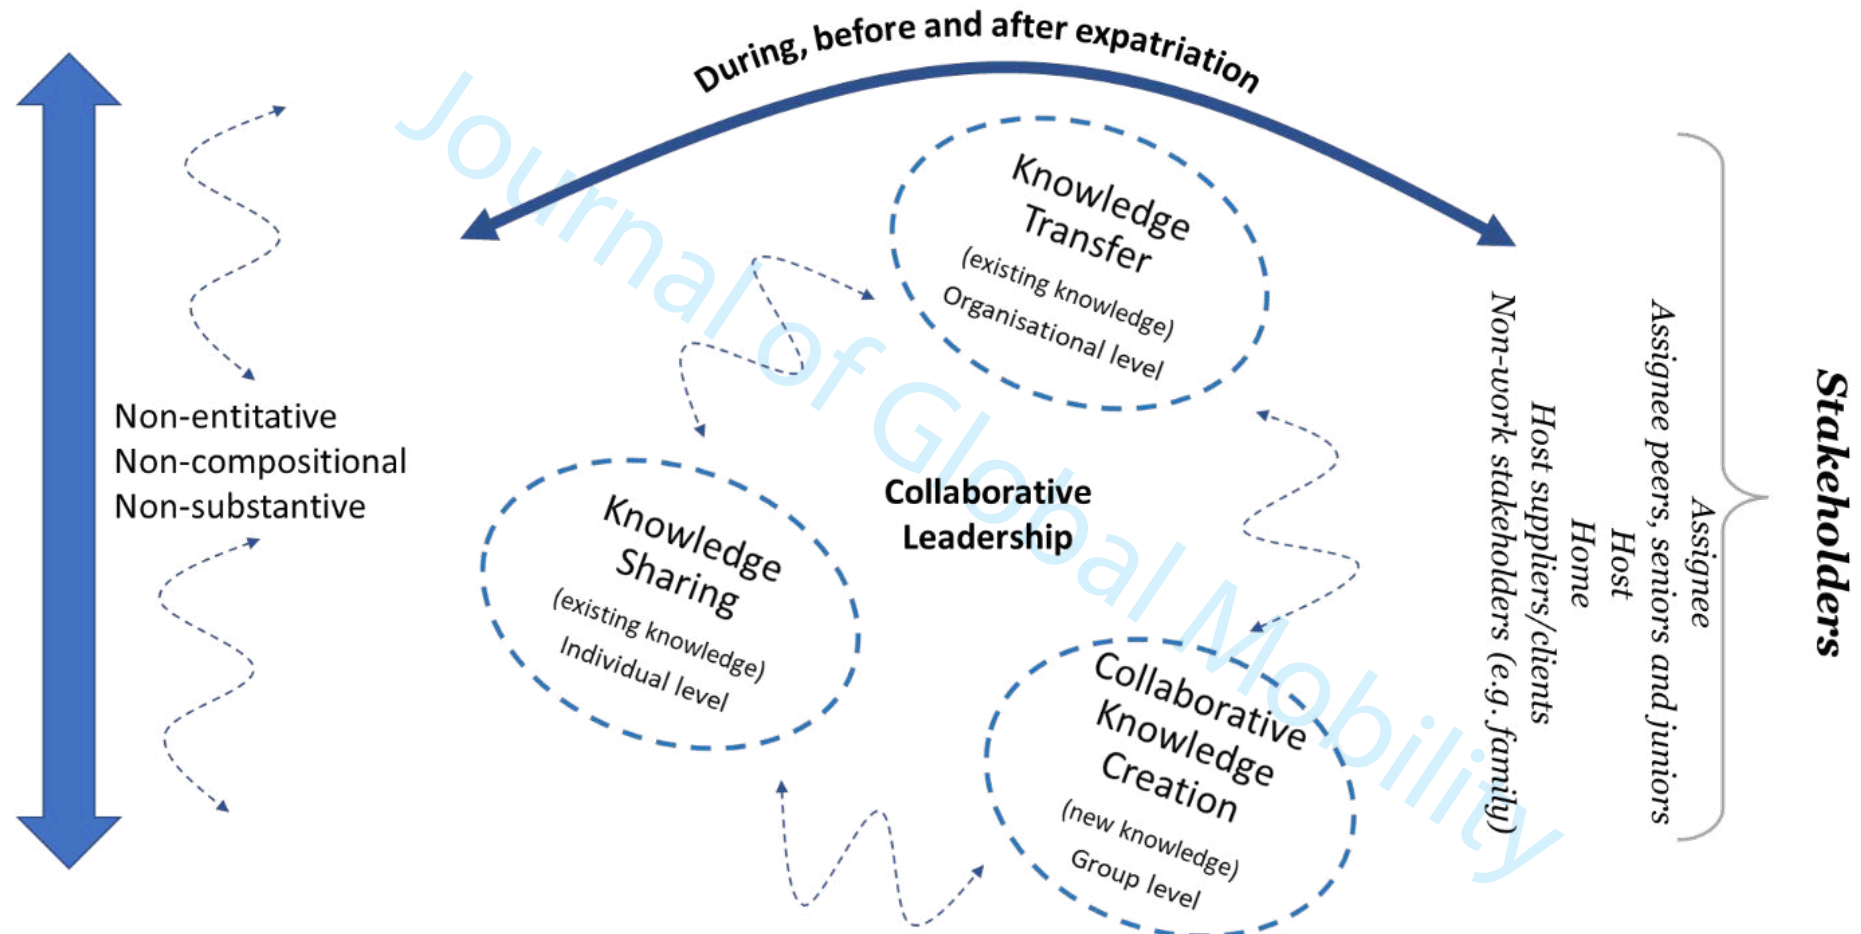 During, before and after expatriation
Knowledge
Transfer
(existing knowledge)
Organisational level
Non-entitative
Non-compositional
Non-substantive
Knowledge
Sharing
(existing knowledge)
Individual level
Collaborative
Leadership
Collaborative
Knowledge
Creation
(new knowledge)
Group level
Assignee
Assignee peers, seniors and juniors
Host
Home
Host suppliers/clients
Non-work stakeholders (e.g. family)
Stakeholders
Journal of Global Mobility